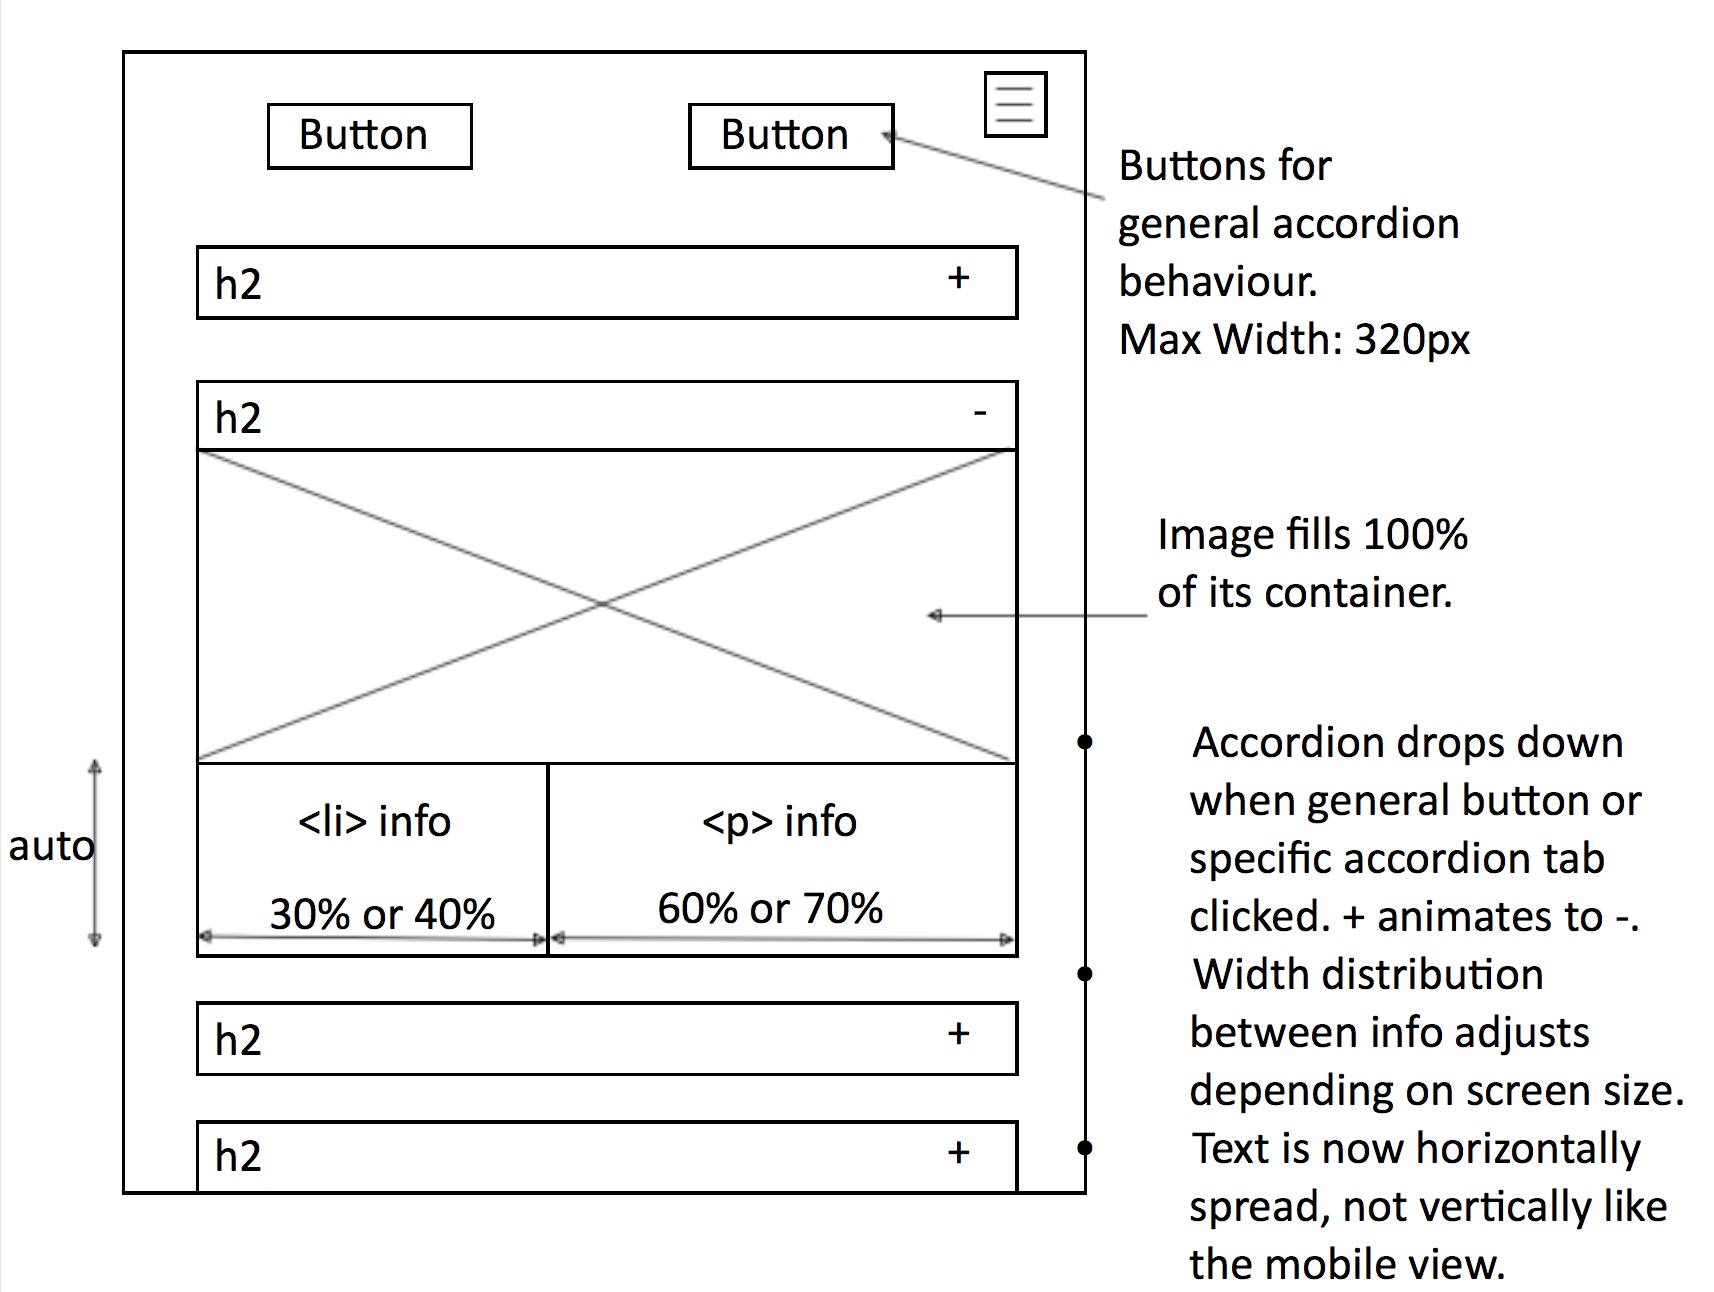 Button
Button
Buttons for
general accordion
behaviour.
Max Width: 320px
h2 +
h2 -
Image fills 100%
of its container.
auto
<li> info
<p> info
30% or 40%
60% or 70%
• Accordion drops down
when general button or
specific accordion tab
clicked. + animates to -.
• Width distribution
between info adjusts
depending on screen size.
• Text is now horizontally
spread, not vertically like
the mobile view.
h2 +
h2 +